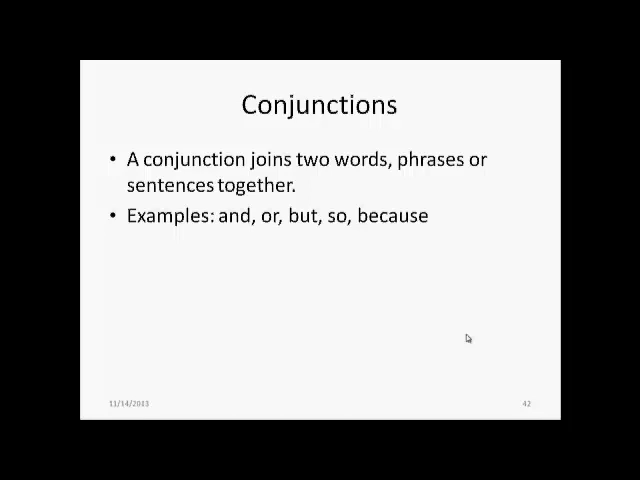 Conjunctions
• A conjunction joins two words, phrases or
sentences together.
• Examples: and, or, but, so, because
11/14/2013
42